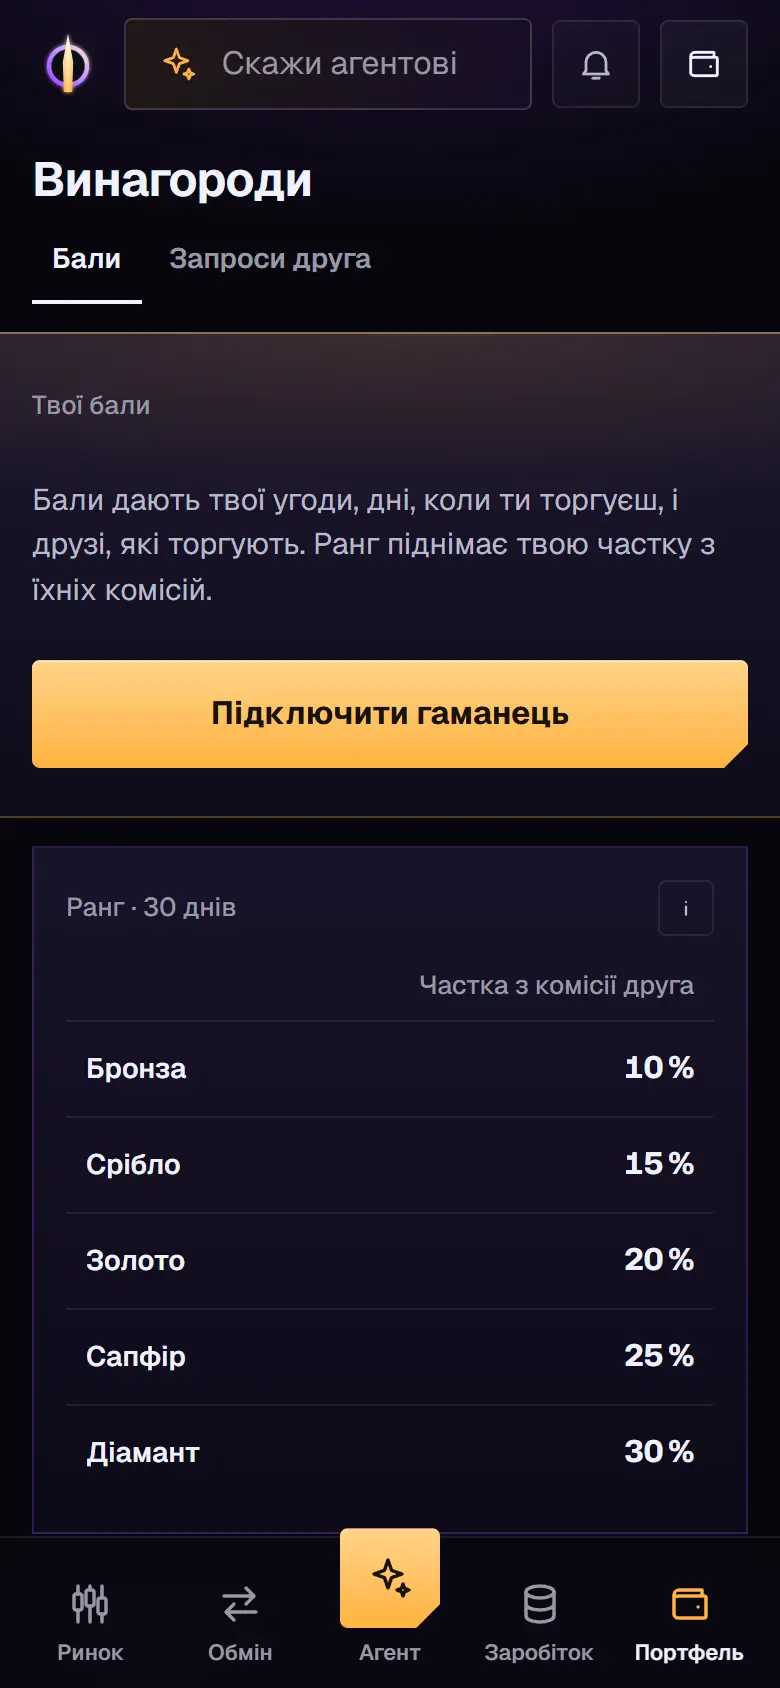 Скажи агентові
Винагороди
Бали
Запроси друга
Твої бали
Бали дають твої угоди, дні, коли ти торгуєш, і
друзі, які торгують. Ранг піднімає твою частку з
їхніх комісій.
Підключити гаманець
Ранг · 30 днів
i
Частка з комісії друга
Бронза 10 %
Срібло 15 %
Золото 20 %
Сапфір 25 %
Діамант 30 %
Ринок
Обмін
Агент
Заробіток
Портфель